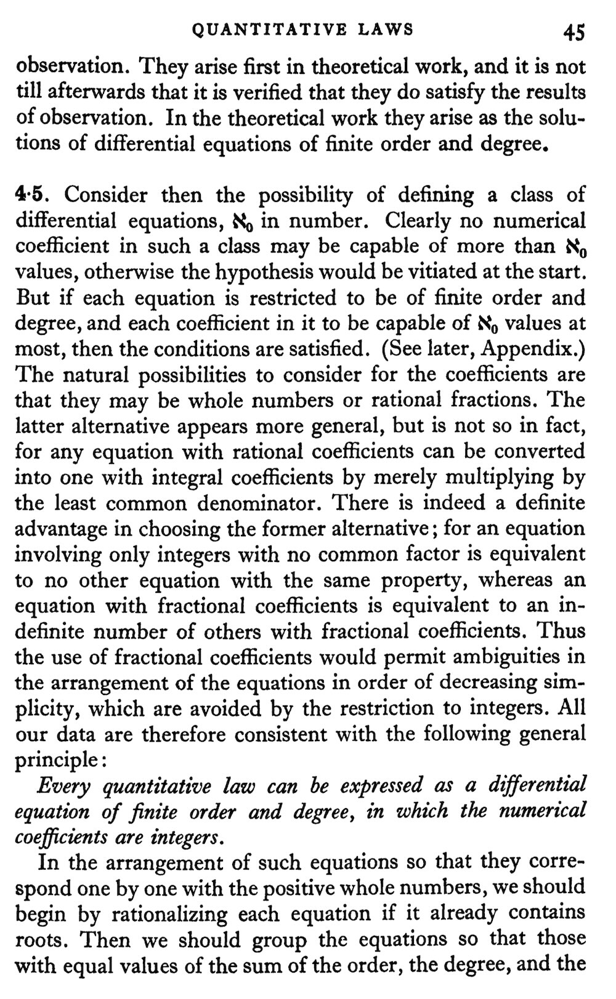 QUANTITATIVE LAWS 45
observation. They arise first in theoretical work, and it is not
till afterwards that it is verified that they do satisfy the results
of observation. In the theoretical work they arise as the solu-
tions of differential equations of finite order and degree.
4·5. Consider then the possibility of defining a class of
differential equations, ℵ₀ in number. Clearly no numerical
coefficient in such a class may be capable of more than ℵ₀
values, otherwise the hypothesis would be vitiated at the start.
But if each equation is restricted to be of finite order and
degree, and each coefficient in it to be capable of ℵ₀ values at
most, then the conditions are satisfied. (See later, Appendix.)
The natural possibilities to consider for the coefficients are
that they may be whole numbers or rational fractions. The
latter alternative appears more general, but is not so in fact,
for any equation with rational coefficients can be converted
into one with integral coefficients by merely multiplying by
the least common denominator. There is indeed a definite
advantage in choosing the former alternative; for an equation
involving only integers with no common factor is equivalent
to no other equation with the same property, whereas an
equation with fractional coefficients is equivalent to an in-
definite number of others with fractional coefficients. Thus
the use of fractional coefficients would permit ambiguities in
the arrangement of the equations in order of decreasing sim-
plicity, which are avoided by the restriction to integers. All
our data are therefore consistent with the following general
principle:
Every quantitative law can be expressed as a differential
equation of finite order and degree, in which the numerical
coefficients are integers.
In the arrangement of such equations so that they corre-
spond one by one with the positive whole numbers, we should
begin by rationalizing each equation if it already contains
roots. Then we should group the equations so that those
with equal values of the sum of the order, the degree, and the